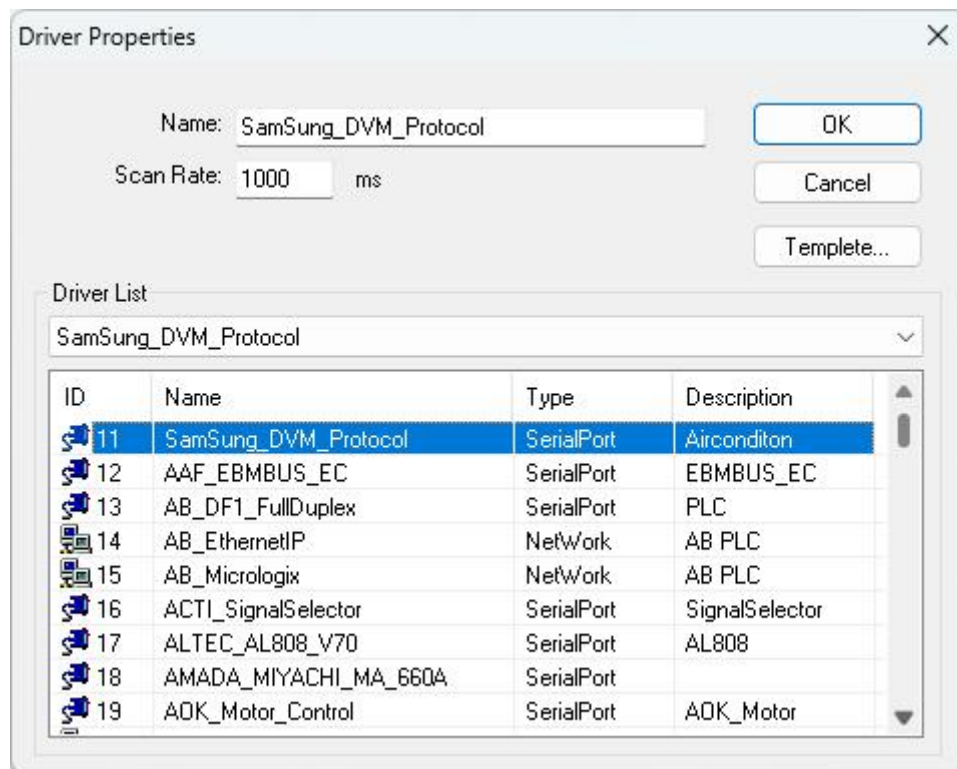 Driver Properties
Name: SamSung_DVM_Protocol
OK
Scan Rate: 1000 ms
Cancel
Templete...
Driver List
SamSung_DVM_Protocol
ID Name Type Description
11 SamSung_DVM_Protocol SerialPort Airconditon
12 AAF_EBMBUS_EC SerialPort EBMBUS_EC
13 AB_DF1_FullDuplex SerialPort PLC
14 AB_EthernetIP NetWork AB PLC
15 AB_Micrologix NetWork AB PLC
16 ACTI_SignalSelector SerialPort SignalSelector
17 ALTEC_AL808_V70 SerialPort AL808
18 AMADA_MIYACHI_MA_660A SerialPort
19 AOK_Motor_Control SerialPort AOK_Motor